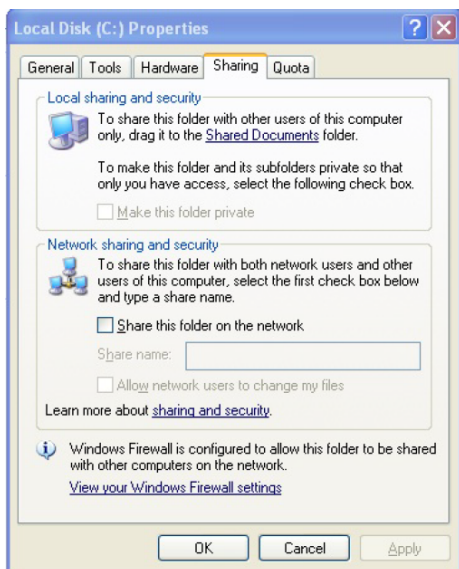 Local Disk (C:) Properties
General Tools Hardware Sharing Quota
Local sharing and security
To share this folder with other users of this computer
only, drag it to the Shared Documents folder.
To make this folder and its subfolders private so that
only you have access, select the following check box.
Make this folder private
Network sharing and security
To share this folder with both network users and other
users of this computer, select the first check box below
and type a share name.
Share this folder on the network
Share name:
Allow network users to change my files
Learn more about sharing and security.
Windows Firewall is configured to allow this folder to be shared
with other computers on the network.
View your Windows Firewall settings
OK Cancel Apply